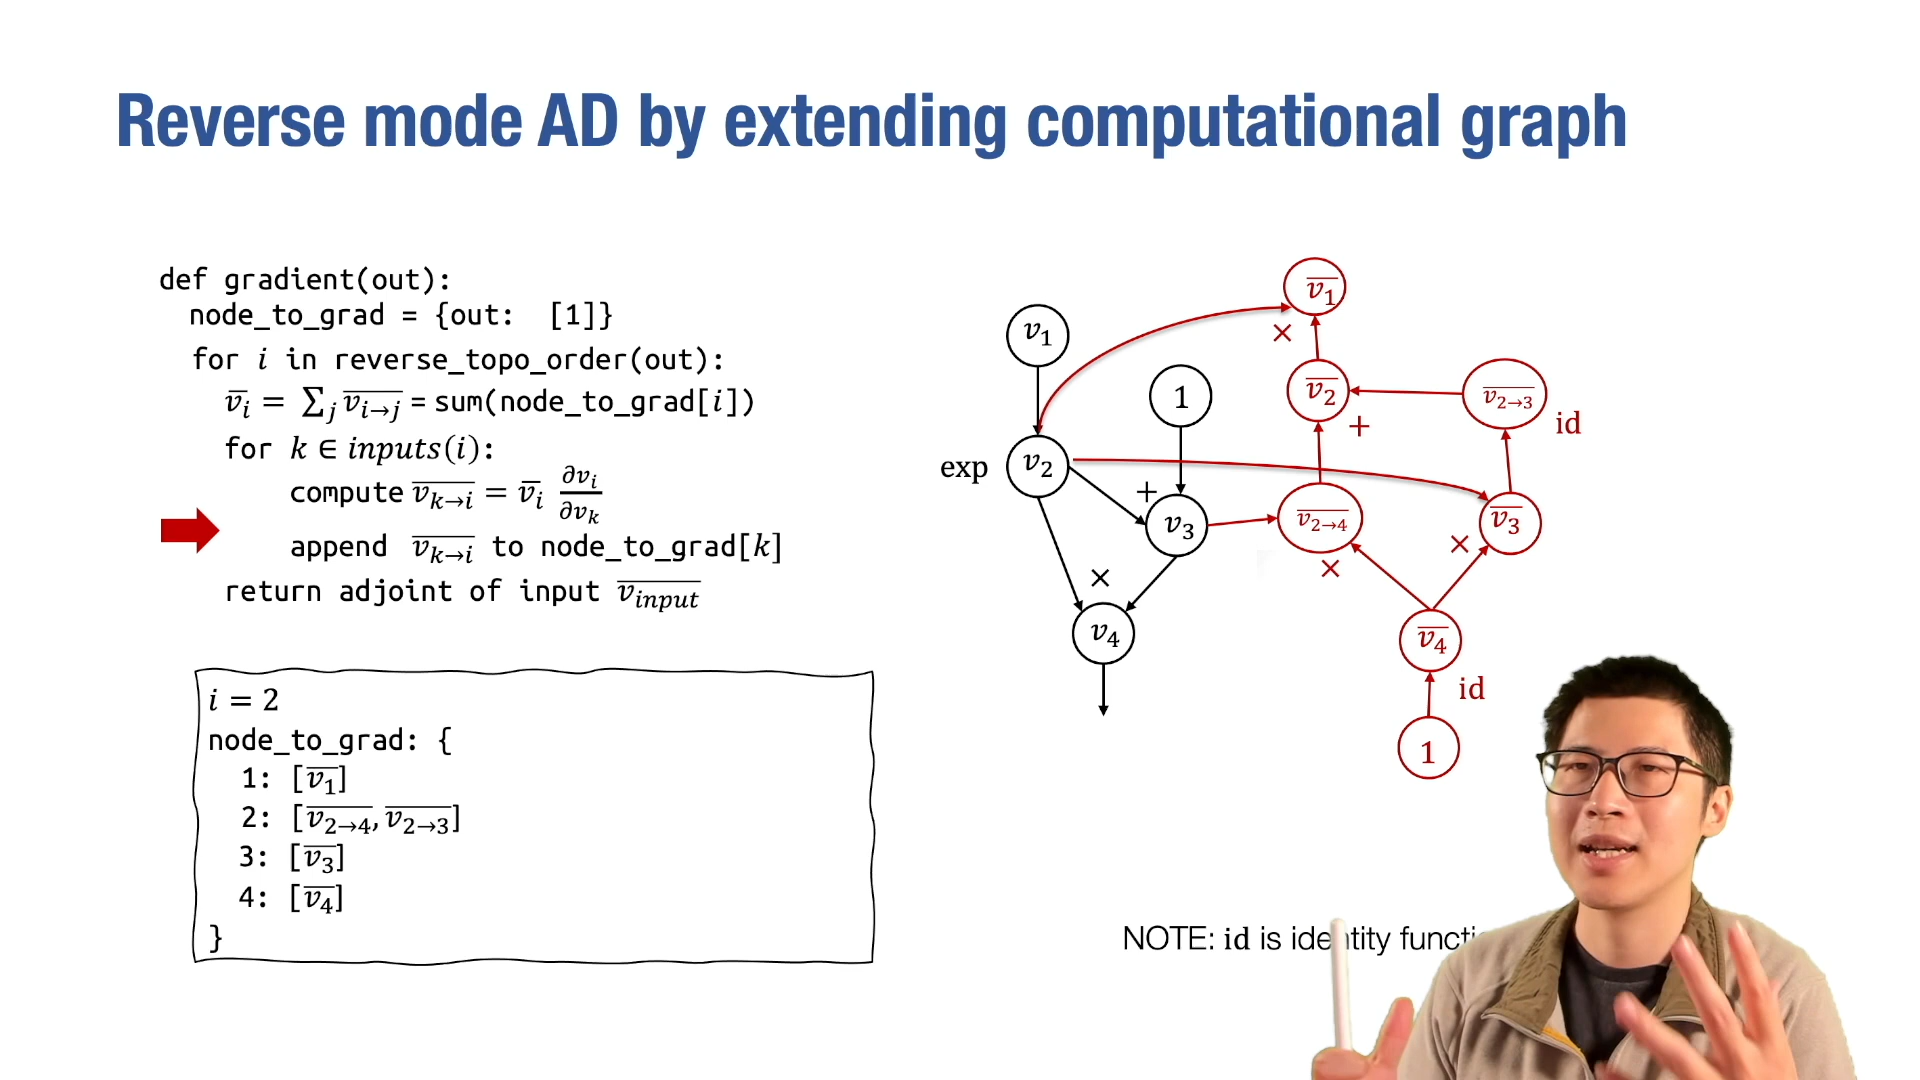 Reverse mode AD by extending computational graph
def gradient(out):
node_to_grad = {out: [1]}
for i in reverse_topo_order(out):
v̅ᵢ = ∑ⱼ v̅ᵢ→ⱼ = sum(node_to_grad[i])
for k ∈ inputs(i):
compute v̅ₖ→ᵢ = v̅ᵢ ∂vᵢ/∂vₖ
append v̅ₖ→ᵢ to node_to_grad[k]
return adjoint of input v̅input
i = 2
node_to_grad: {
1: [v̅₁]
2: [v̅₂→₄, v̅₂→₃]
3: [v̅₃]
4: [v̅₄]
}
v₁
1
exp
v₂
+
v₃
×
v₄
v̅₁
×
v̅₂
+
v̅₂→₃
id
v̅₂→₄
×
v̅₃
×
v̅₄
id
1
NOTE: id is identity